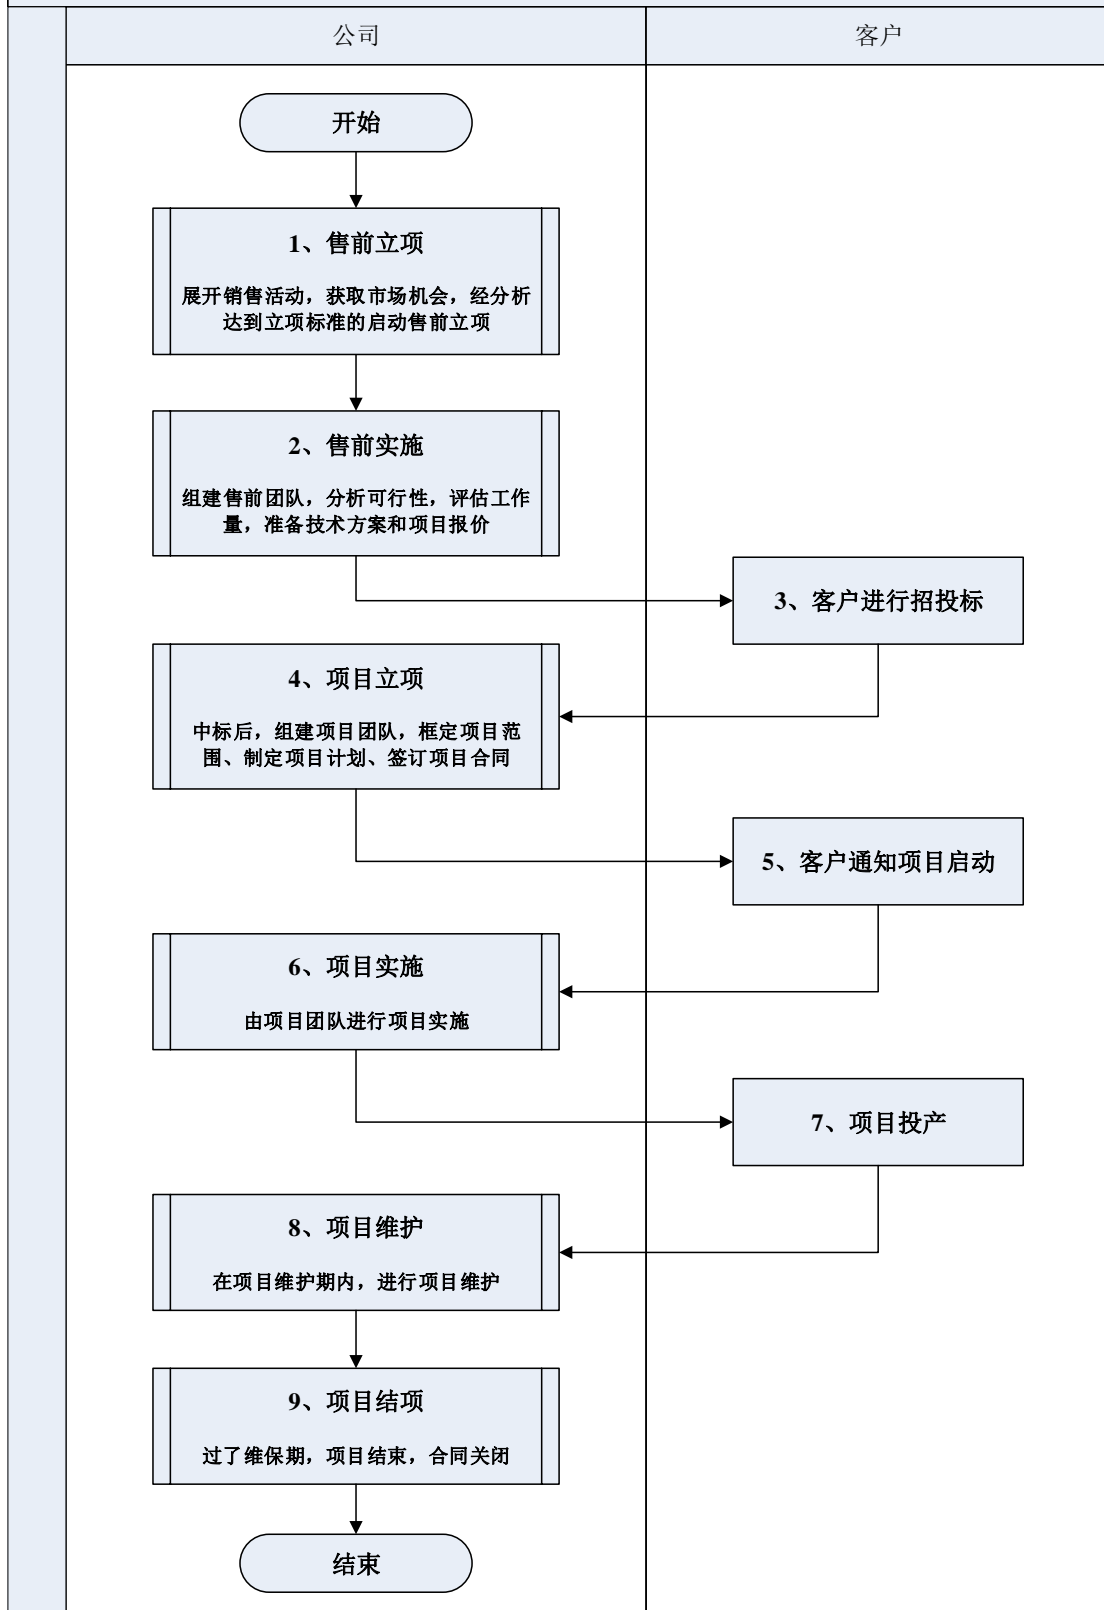 公司
客户
开始
1、售前立项
展开销售活动，获取市场机会，经分析
达到立项标准的启动售前立项
2、售前实施
组建售前团队，分析可行性，评估工作
量，准备技术方案和项目报价
3、客户进行招投标
4、项目立项
中标后，组建项目团队，框定项目范
围、制定项目计划、签订项目合同
5、客户通知项目启动
6、项目实施
由项目团队进行项目实施
7、项目投产
8、项目维护
在项目维护期内，进行项目维护
9、项目结项
过了维保期，项目结束，合同关闭
结束